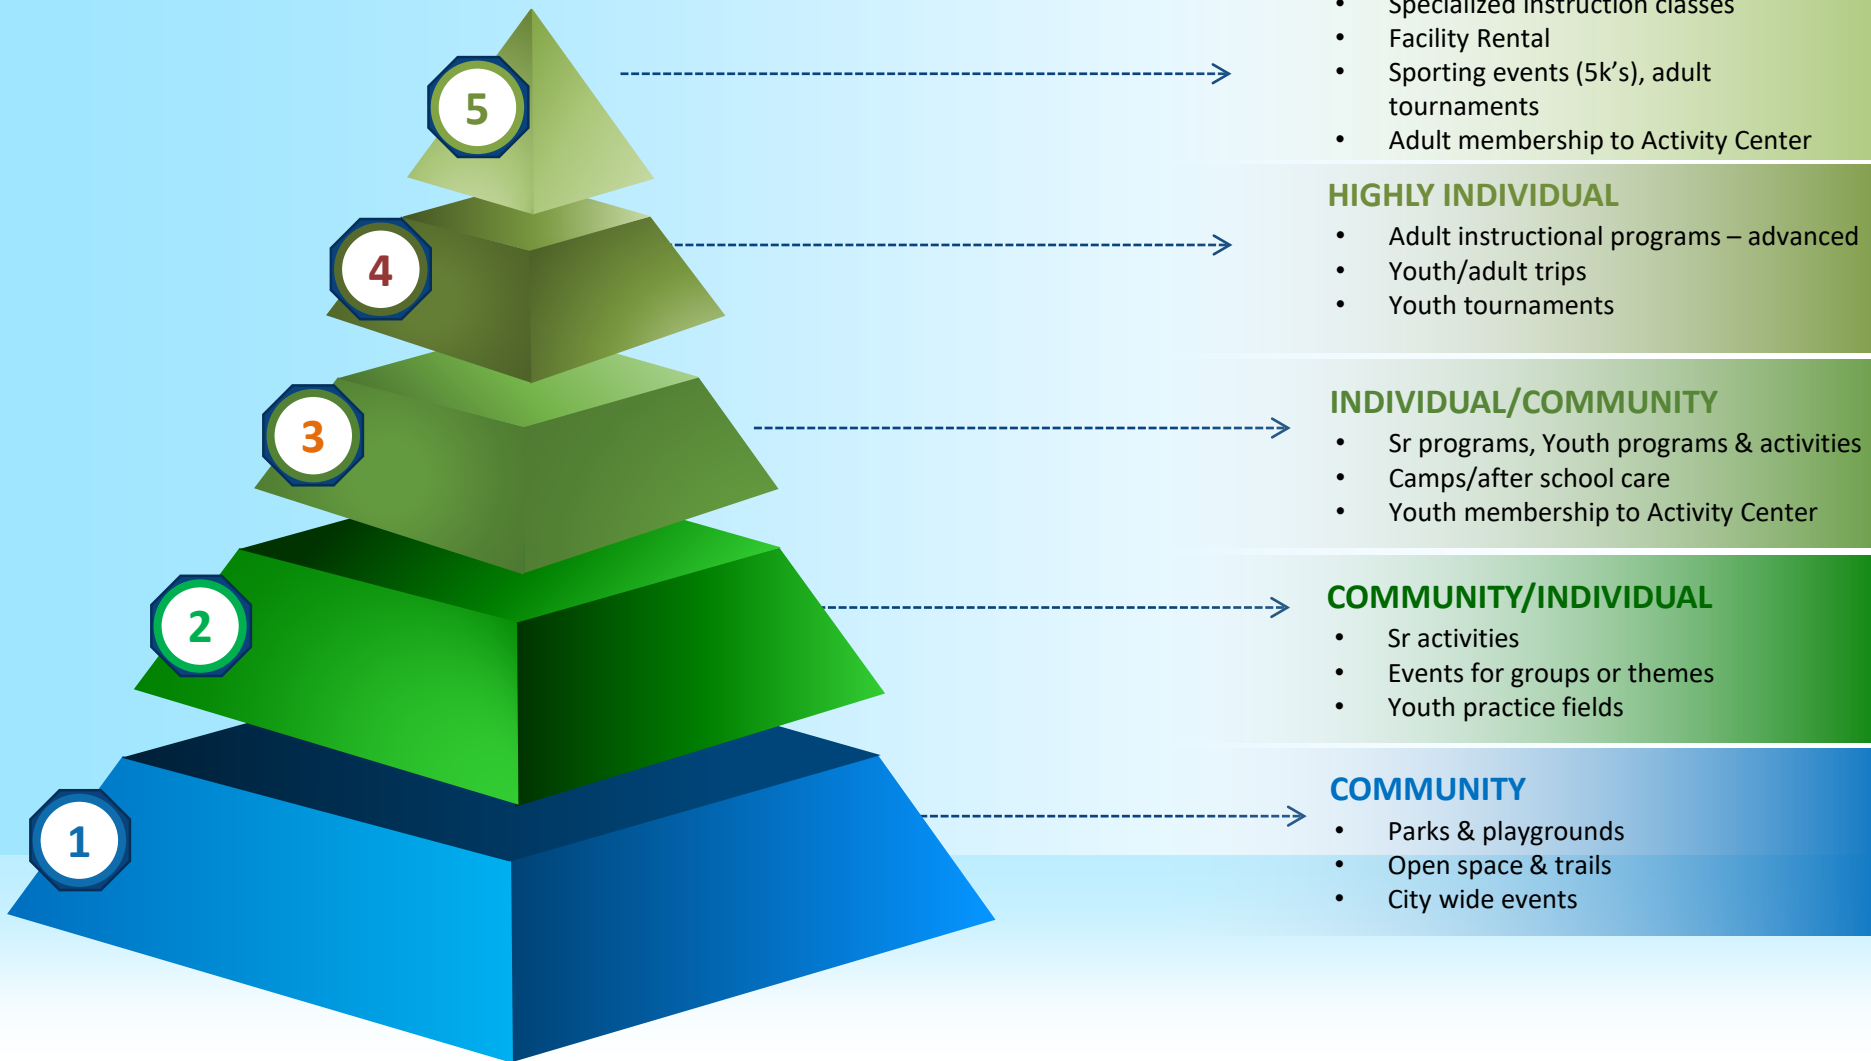 • Specialized instruction classes
• Facility Rental
• Sporting events (5k's), adult
tournaments
• Adult membership to Activity Center
5
HIGHLY INDIVIDUAL
• Adult instructional programs – advanced
• Youth/adult trips
• Youth tournaments
4
INDIVIDUAL/COMMUNITY
• Sr programs, Youth programs & activities
• Camps/after school care
• Youth membership to Activity Center
3
COMMUNITY/INDIVIDUAL
• Sr activities
• Events for groups or themes
• Youth practice fields
2
COMMUNITY
• Parks & playgrounds
• Open space & trails
• City wide events
1